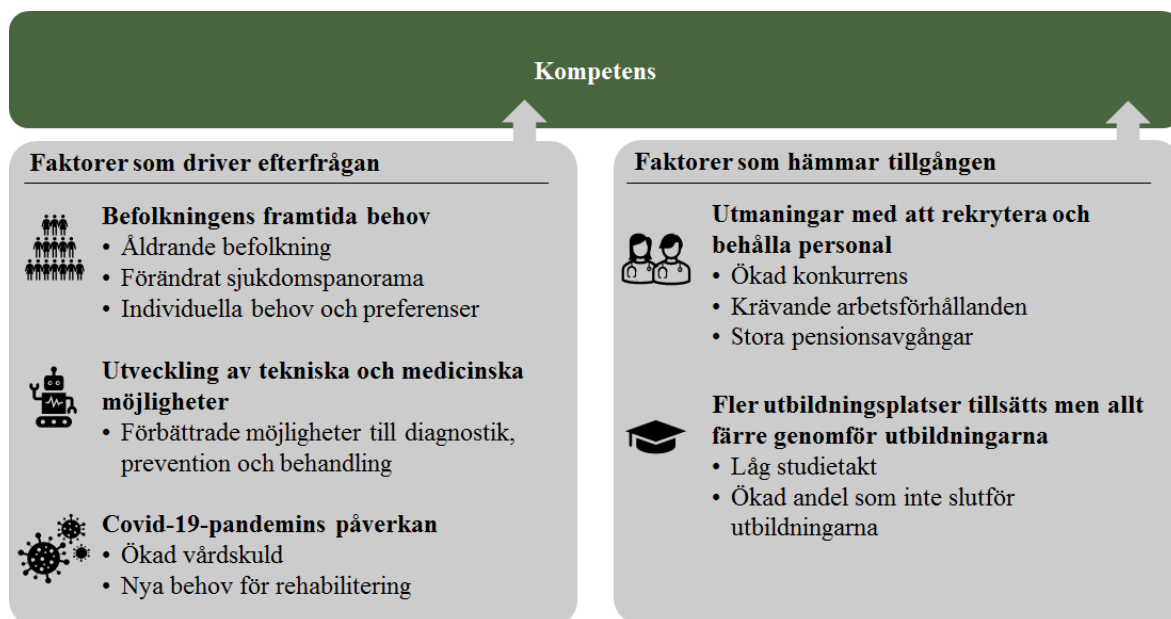 Kompetens
Faktorer som driver efterfrågan
Befolkningens framtida behov
• Åldrande befolkning
• Förändrat sjukdomspanorama
• Individuella behov och preferenser
Utveckling av tekniska och medicinska
möjligheter
• Förbättrade möjligheter till diagnostik,
prevention och behandling
Covid-19-pandemins påverkan
• Ökad vårdskuld
• Nya behov för rehabilitering
Faktorer som hämmar tillgången
Utmaningar med att rekrytera och
behålla personal
• Ökad konkurrens
• Krävande arbetsförhållanden
• Stora pensionsavgångar
Fler utbildningsplatser tillsätts men allt
färre genomför utbildningarna
• Låg studietakt
• Ökad andel som inte slutför
utbildningarna